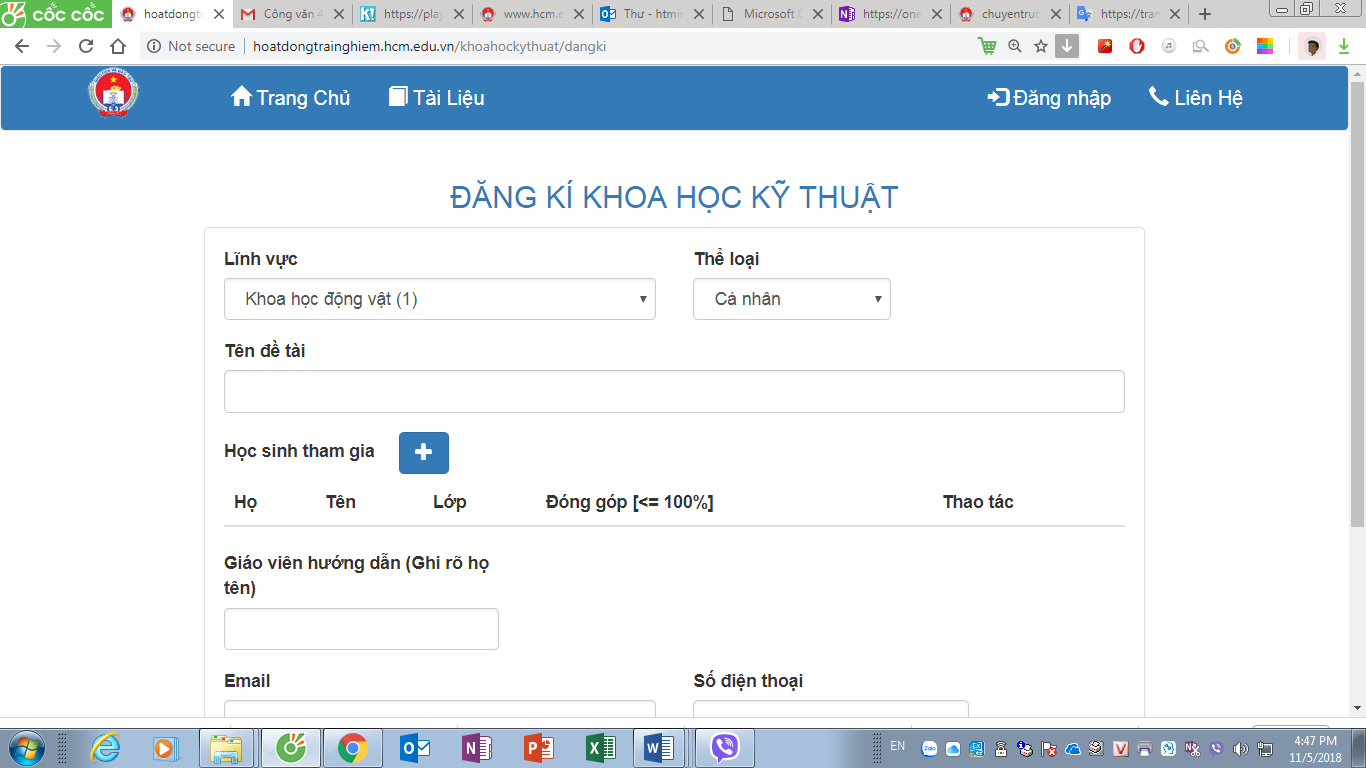 cốc cốc
hoatdongtr
Công văn 4
https://play
www.hcm.e
Thư - htmin
Microsoft O
https://one
chuyentruc
https://tran
Not secure
hoatdongtrainghiem.hcm.edu.vn/khoahockythuat/dangki
Trang Chủ
Tài Liệu
Đăng nhập
Liên Hệ
ĐĂNG KÍ KHOA HỌC KỸ THUẬT
Lĩnh vực
Thể loại
Khoa học động vật (1)
Cá nhân
Tên đề tài
Học sinh tham gia
Họ Tên Lớp Đóng góp [<= 100%] Thao tác
Giáo viên hướng dẫn (Ghi rõ họ
tên)
Email
Số điện thoại
EN
Zalo
4:47 PM
11/5/2018